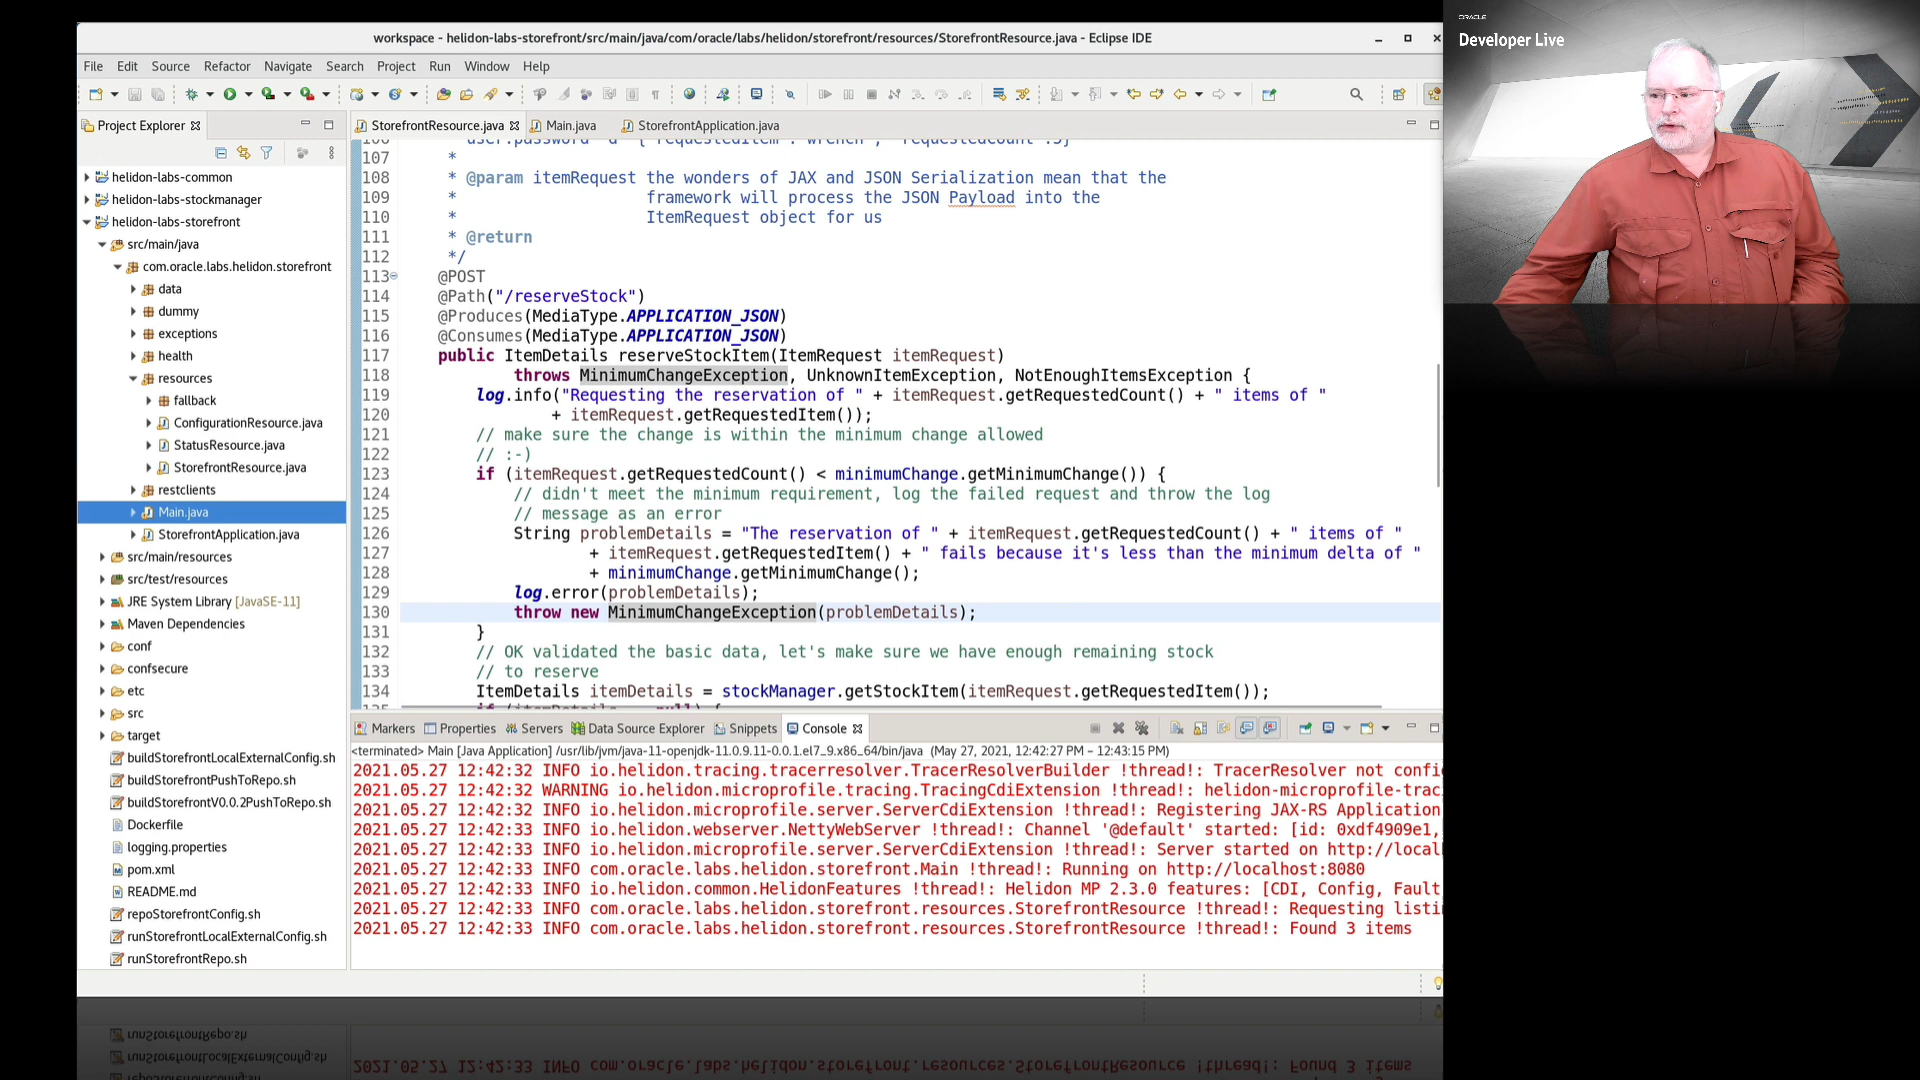 ORACLE
Developer Live
workspace - helidon-labs-storefront/src/main/java/com/oracle/labs/helidon/storefront/resources/StorefrontResource.java - Eclipse IDE
File Edit Source Refactor Navigate Search Project Run Window Help
Project Explorer
helidon-labs-common
helidon-labs-stockmanager
helidon-labs-storefront
src/main/java
com.oracle.labs.helidon.storefront
data
dummy
exceptions
health
resources
fallback
ConfigurationResource.java
StatusResource.java
StorefrontResource.java
restclients
Main.java
StorefrontApplication.java
src/main/resources
src/test/resources
JRE System Library [JavaSE-11]
Maven Dependencies
conf
confsecure
etc
src
target
buildStorefrontLocalExternalConfig.sh
buildStorefrontPushToRepo.sh
buildStorefrontV0.0.2PushToRepo.sh
Dockerfile
logging.properties
pom.xml
README.md
repoStorefrontConfig.sh
runStorefrontLocalExternalConfig.sh
runStorefrontRepo.sh
StorefrontResource.java Main.java StorefrontApplication.java
107 *
108 * @param itemRequest the wonders of JAX and JSON Serialization mean that the
109 * framework will process the JSON Payload into the
110 * ItemRequest object for us
111 * @return
112 */
113 @POST
114 @Path("/reserveStock")
115 @Produces(MediaType.APPLICATION_JSON)
116 @Consumes(MediaType.APPLICATION_JSON)
117 public ItemDetails reserveStockItem(ItemRequest itemRequest)
118 throws MinimumChangeException, UnknownItemException, NotEnoughItemsException {
119 log.info("Requesting the reservation of " + itemRequest.getRequestedCount() + " items of "
120 + itemRequest.getRequestedItem());
121 // make sure the change is within the minimum change allowed
122 // :-)
123 if (itemRequest.getRequestedCount() < minimumChange.getMinimumChange()) {
124 // didn't meet the minimum requirement, log the failed request and throw the log
125 // message as an error
126 String problemDetails = "The reservation of " + itemRequest.getRequestedCount() + " items of "
127 + itemRequest.getRequestedItem() + " fails because it's less than the minimum delta of "
128 + minimumChange.getMinimumChange();
129 log.error(problemDetails);
130 throw new MinimumChangeException(problemDetails);
131 }
132 // OK validated the basic data, let's make sure we have enough remaining stock
133 // to reserve
134 ItemDetails itemDetails = stockManager.getStockItem(itemRequest.getRequestedItem());
Markers Properties Servers Data Source Explorer Snippets Console
<terminated> Main [Java Application] /usr/lib/jvm/java-11-openjdk-11.0.9.11-0.0.1.el7_9.x86_64/bin/java (May 27, 2021, 12:42:27 PM – 12:43:15 PM)
2021.05.27 12:42:32 INFO io.helidon.tracing.tracerresolver.TracerResolverBuilder !thread!: TracerResolver not confi
2021.05.27 12:42:32 WARNING io.helidon.microprofile.tracing.TracingCdiExtension !thread!: helidon-microprofile-trac
2021.05.27 12:42:33 INFO io.helidon.microprofile.server.ServerCdiExtension !thread!: Registering JAX-RS Application
2021.05.27 12:42:33 INFO io.helidon.webserver.NettyWebServer !thread!: Channel '@default' started: [id: 0xdf4909e1,
2021.05.27 12:42:33 INFO io.helidon.microprofile.server.ServerCdiExtension !thread!: Server started on http://local
2021.05.27 12:42:33 INFO com.oracle.labs.helidon.storefront.Main !thread!: Running on http://localhost:8080
2021.05.27 12:42:33 INFO io.helidon.common.HelidonFeatures !thread!: Helidon MP 2.3.0 features: [CDI, Config, Fault
2021.05.27 12:42:33 INFO com.oracle.labs.helidon.storefront.resources.StorefrontResource !thread!: Requesting listi
2021.05.27 12:42:33 INFO com.oracle.labs.helidon.storefront.resources.StorefrontResource !thread!: Found 3 items